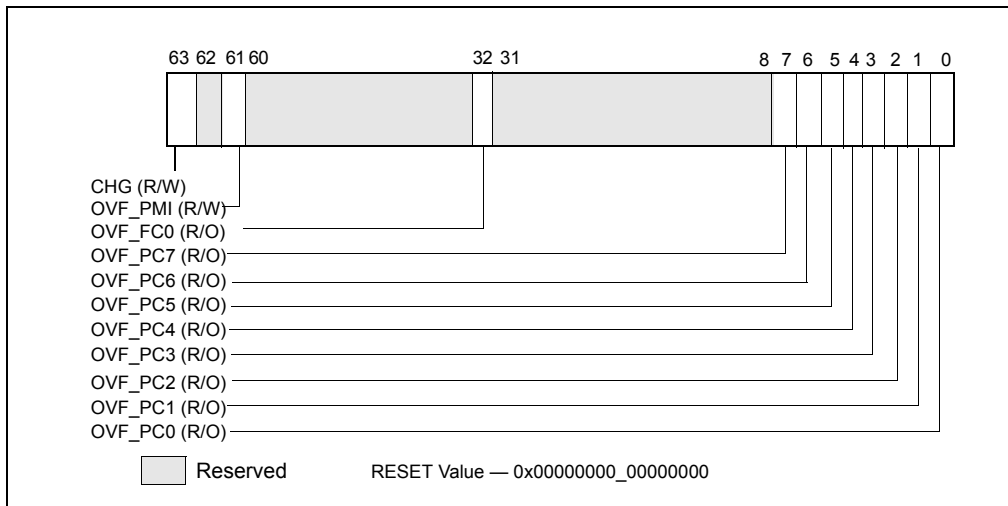 63 62 61 60 32 31 8 7 6 5 4 3 2 1 0
CHG (R/W)
OVF_PMI (R/W)
OVF_FC0 (R/O)
OVF_PC7 (R/O)
OVF_PC6 (R/O)
OVF_PC5 (R/O)
OVF_PC4 (R/O)
OVF_PC3 (R/O)
OVF_PC2 (R/O)
OVF_PC1 (R/O)
OVF_PC0 (R/O)
Reserved RESET Value — 0x00000000_00000000